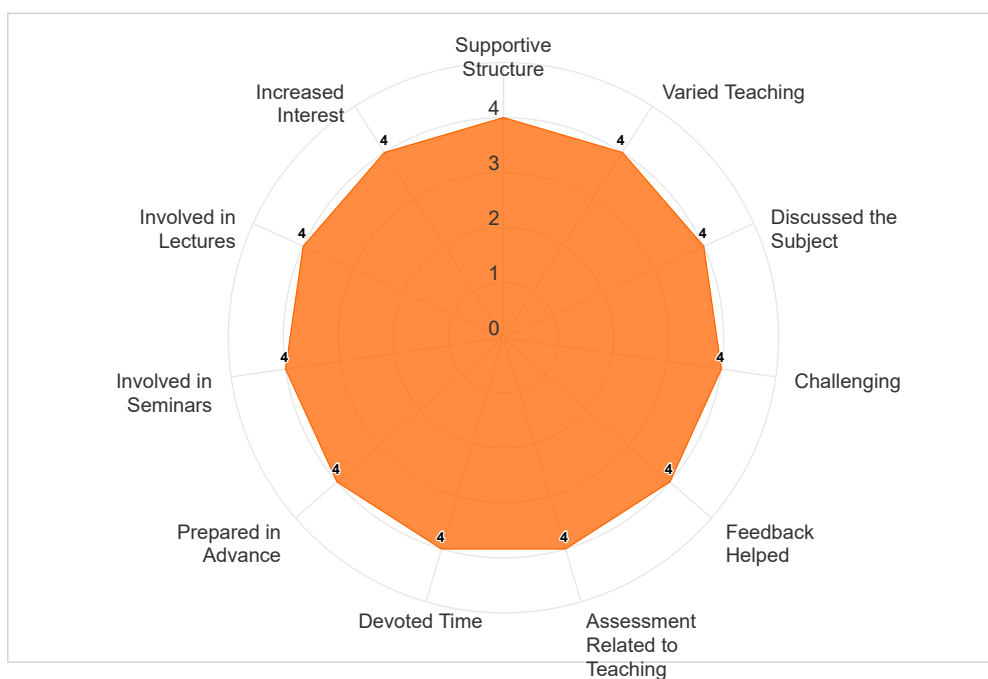 Supportive
Structure
Increased
Interest
Varied Teaching
4
4
4
3
2
1
0
Involved in
Lectures
4
4
Discussed the
Subject
Involved in
Seminars
4
4
Challenging
Prepared in
Advance
4
4
Feedback
Helped
4
4
Devoted Time
Assessment
Related to
Teaching